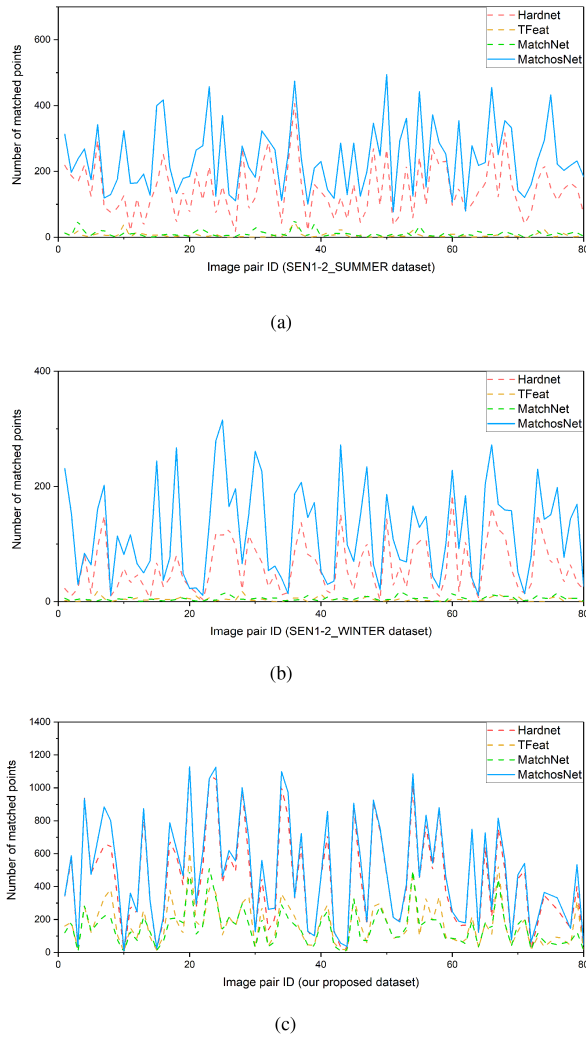 600
400
200
0
Number of matched points
Hardnet
TFeat
MatchNet
MatchosNet
0 20 40 60 80
Image pair ID (SEN1-2_SUMMER dataset)
(a)
400
200
0
Number of matched points
Hardnet
TFeat
MatchNet
MatchosNet
0 20 40 60 80
Image pair ID (SEN1-2_WINTER dataset)
(b)
1400
1200
1000
800
600
400
200
0
Number of matched points
Hardnet
TFeat
MatchNet
MatchosNet
0 20 40 60 80
Image pair ID (our proposed dataset)
(c)